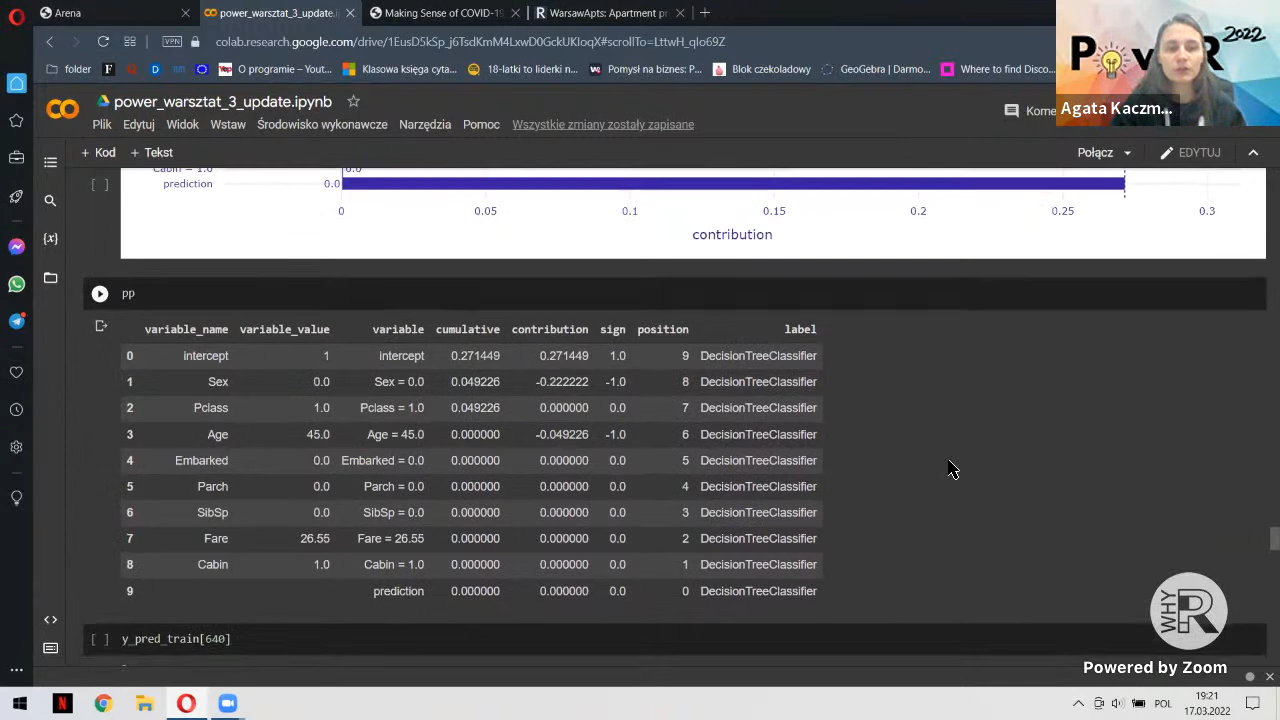 Arena
power_warsztat_3_update.i
Making Sense of COVID-19
WarsawApts: Apartment pr
colab.research.google.com/drive/1EusD5kSp_j6TsdKmM4LxwD0GckUKIoqX#scrollTo=LttwH_qIo69Z
VPN
folder
O programie – Yout...
Klasowa księga cyta...
18-latki to liderki n...
Pomysł na biznes: P...
Blok czekoladowy
GeoGebra | Darmo...
Where to find Disco...
2022
Agata Kaczm...
power_warsztat_3_update.ipynb
Plik Edytuj Widok Wstaw Środowisko wykonawcze Narzędzia Pomoc Wszystkie zmiany zostały zapisane
+ Kod + Tekst
Połącz
EDYTUJ
Cabin = 1.0 0.0
prediction 0.0
0 0.05 0.1 0.15 0.2 0.25 0.3
contribution
pp
variable_name variable_value variable cumulative contribution sign position label
0 intercept 1 intercept 0.271449 0.271449 1.0 9 DecisionTreeClassifier
1 Sex 0.0 Sex = 0.0 0.049226 -0.222222 -1.0 8 DecisionTreeClassifier
2 Pclass 1.0 Pclass = 1.0 0.049226 0.000000 0.0 7 DecisionTreeClassifier
3 Age 45.0 Age = 45.0 0.000000 -0.049226 -1.0 6 DecisionTreeClassifier
4 Embarked 0.0 Embarked = 0.0 0.000000 0.000000 0.0 5 DecisionTreeClassifier
5 Parch 0.0 Parch = 0.0 0.000000 0.000000 0.0 4 DecisionTreeClassifier
6 SibSp 0.0 SibSp = 0.0 0.000000 0.000000 0.0 3 DecisionTreeClassifier
7 Fare 26.55 Fare = 26.55 0.000000 0.000000 0.0 2 DecisionTreeClassifier
8 Cabin 1.0 Cabin = 1.0 0.000000 0.000000 0.0 1 DecisionTreeClassifier
9 prediction 0.000000 0.000000 0.0 0 DecisionTreeClassifier
[ ] y_pred_train[640]
WHY R
Powered by Zoom
POL
19:21
17.03.2022